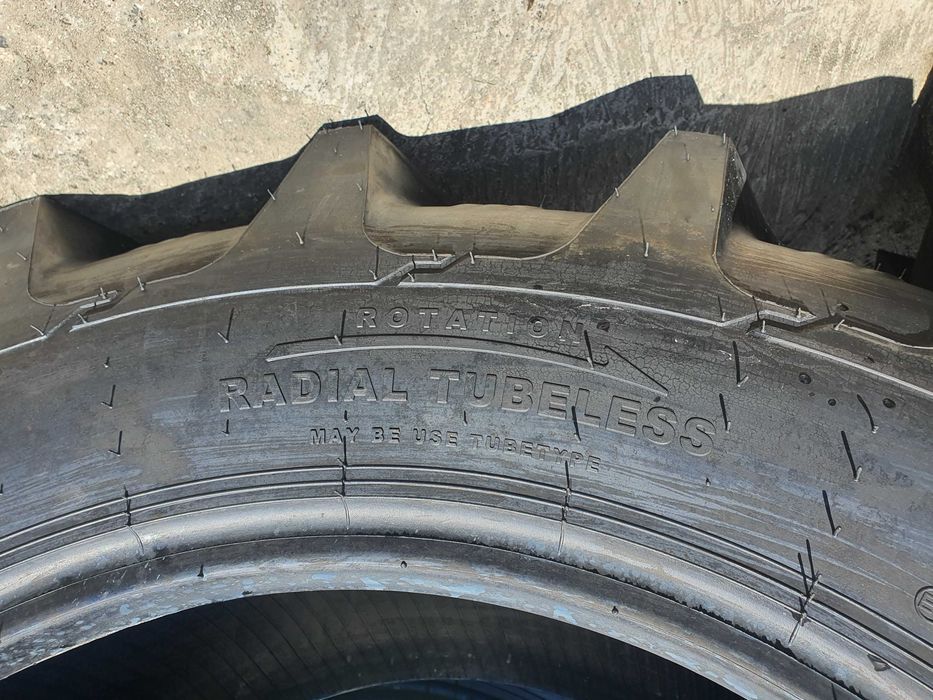 ROTATION
RADIAL TUBELESS
MAY BE USE TUBETYPE